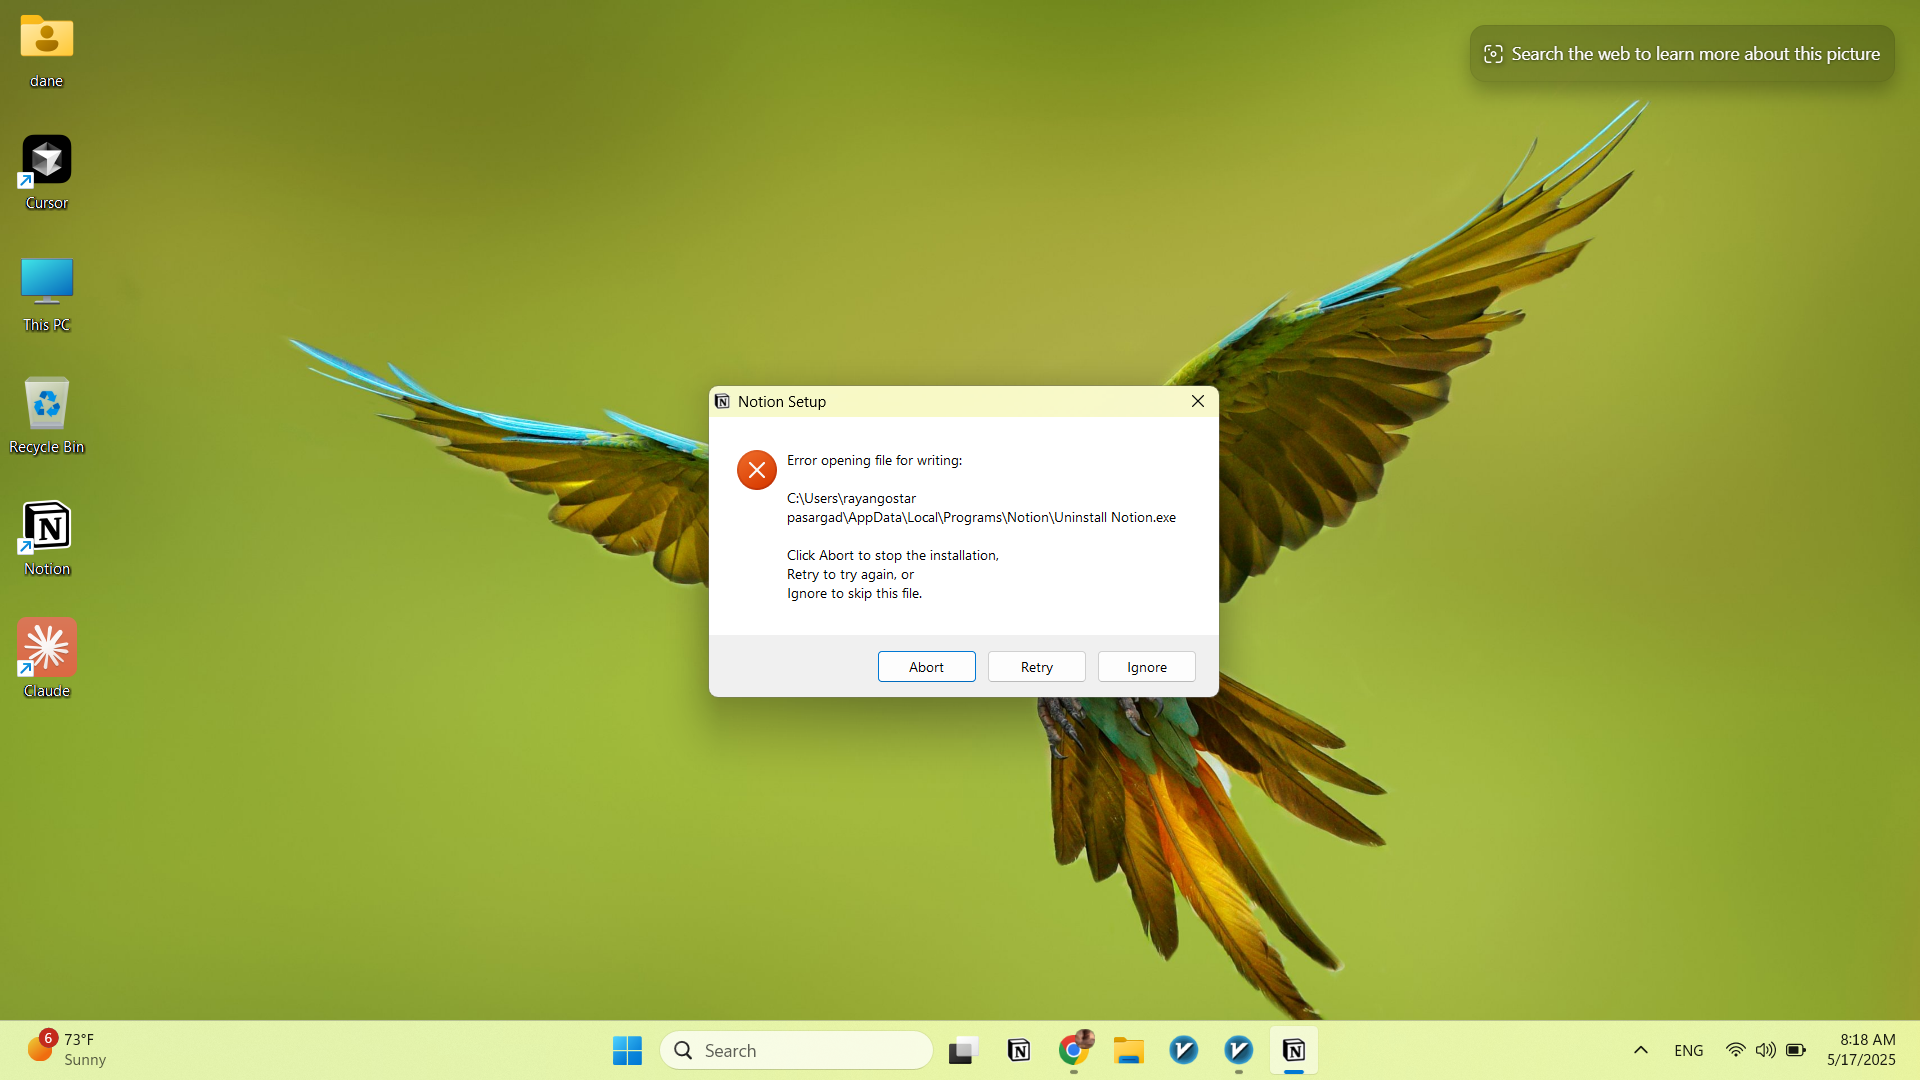 dane
Cursor
This PC
Recycle Bin
Notion
Claude
Search the web to learn more about this picture
Notion Setup
Error opening file for writing:
C:\Users\rayangostar
pasargad\AppData\Local\Programs\Notion\Uninstall Notion.exe
Click Abort to stop the installation,
Retry to try again, or
Ignore to skip this file.
Abort
Retry
Ignore
6
73°F
Sunny
Search
ENG
8:18 AM
5/17/2025